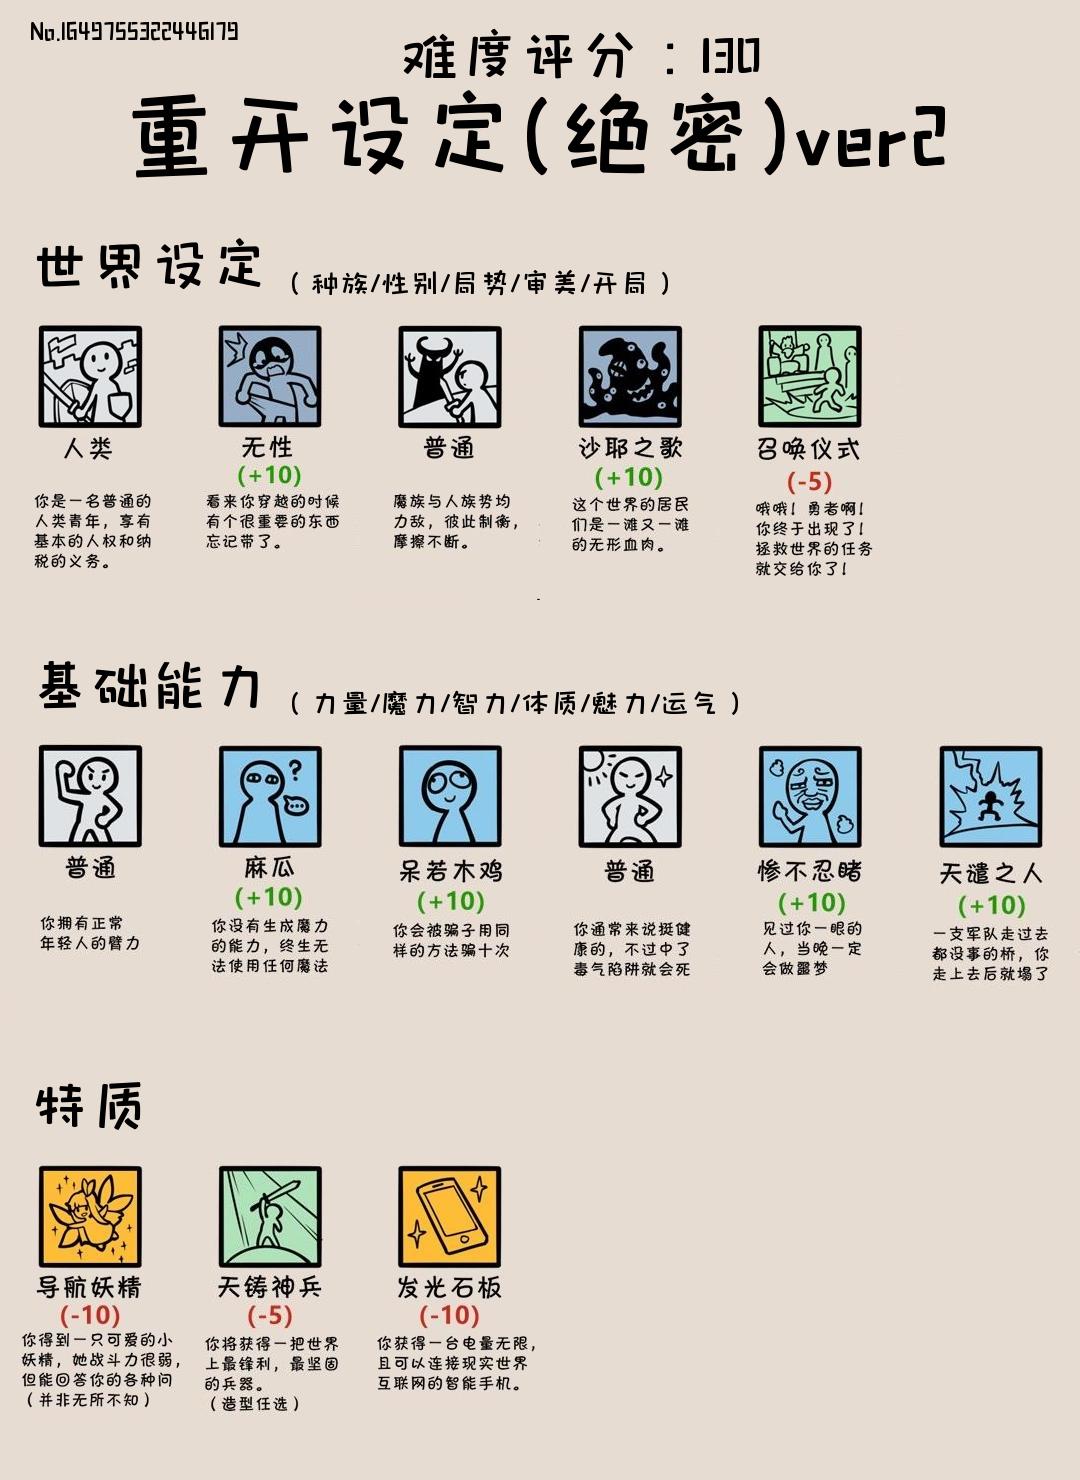 No.1649755322446179
难度评分：130
重开设定(绝密)ver2
世界设定（种族/性别/局势/审美/开局）
人类
你是一名普通的
人类青年，享有
基本的人权和纳
税的义务。
无性
(+10)
看来你穿越的时候
有个很重要的东西
忘记带了。
普通
魔族与人族势均
力敌，彼此制衡，
摩擦不断。
沙耶之歌
(+10)
这个世界的居民
们是一滩又一滩
的无形血肉。
召唤仪式
(-5)
哦哦！勇者啊！
你终于出现了！
拯救世界的任务
就交给你了！
基础能力（力量/魔力/智力/体质/魅力/运气）
普通
你拥有正常
年轻人的臂力
麻瓜
(+10)
你没有生成魔力
的能力，终生无
法使用任何魔法
呆若木鸡
(+10)
你会被骗子用同
样的方法骗十次
普通
你通常来说挺健
康的，不过中了
毒气陷阱就会死
惨不忍睹
(+10)
见过你一眼的
人，当晚一定
会做噩梦
天谴之人
(+10)
一支军队走过去
都没事的桥，你
走上去后就塌了
特质
导航妖精
(-10)
你得到一只可爱的小
妖精，她战斗力很弱，
但能回答你的各种问
（并非无所不知）
天铸神兵
(-5)
你将获得一把世界
上最锋利，最坚固
的兵器。
（造型任选）
发光石板
(-10)
你获得一台电量无限，
且可以连接现实世界
互联网的智能手机。